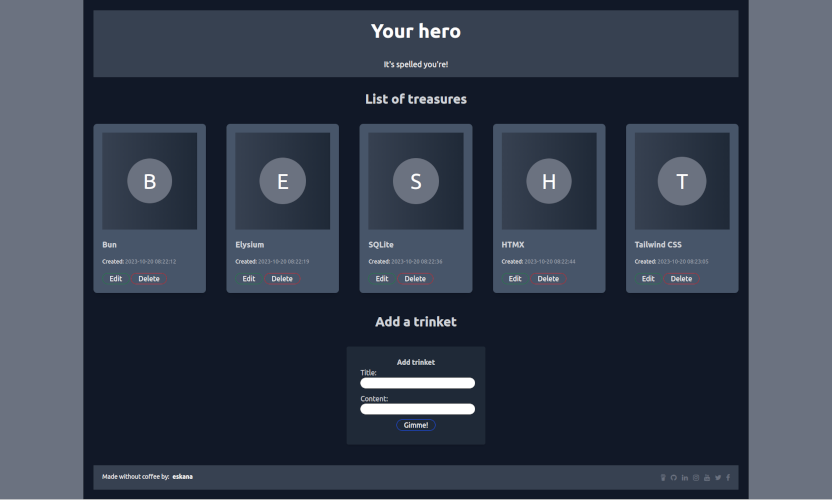 Your hero
It's spelled you're!
List of treasures
B E S H T
Bun Elysium SQLite HTMX Tailwind CSS
Created: 2023-10-20 08:22:12 Created: 2023-10-20 08:22:19 Created: 2023-10-20 08:22:36 Created: 2023-10-20 08:22:44 Created: 2023-10-20 08:23:05
Edit Delete Edit Delete Edit Delete Edit Delete Edit Delete
Add a trinket
Add trinket
Title:
Content:
Gimme!
Made without coffee by: eskana